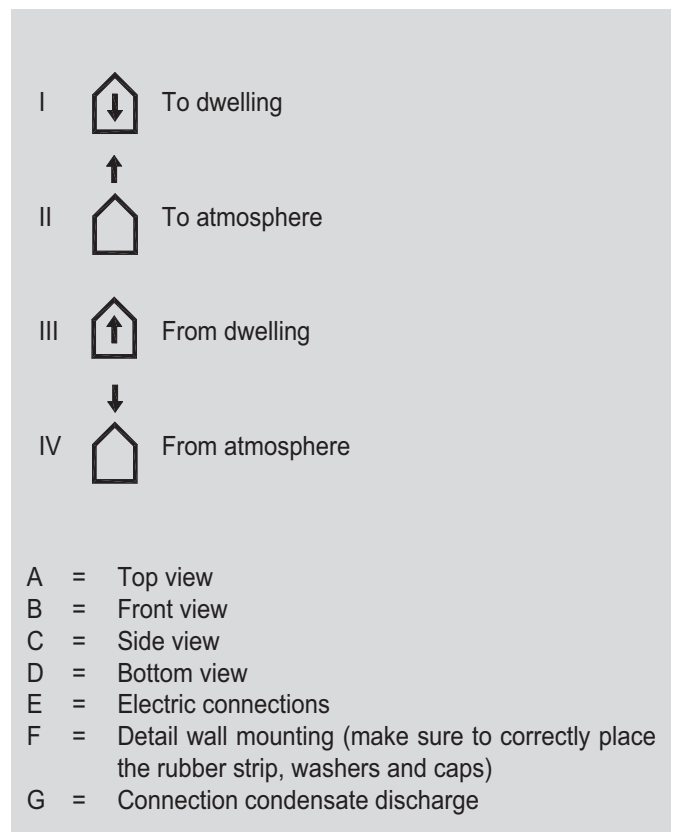 I To dwelling
II To atmosphere
III From dwelling
IV From atmosphere
A = Top view
B = Front view
C = Side view
D = Bottom view
E = Electric connections
F = Detail wall mounting (make sure to correctly place
the rubber strip, washers and caps)
G = Connection condensate discharge